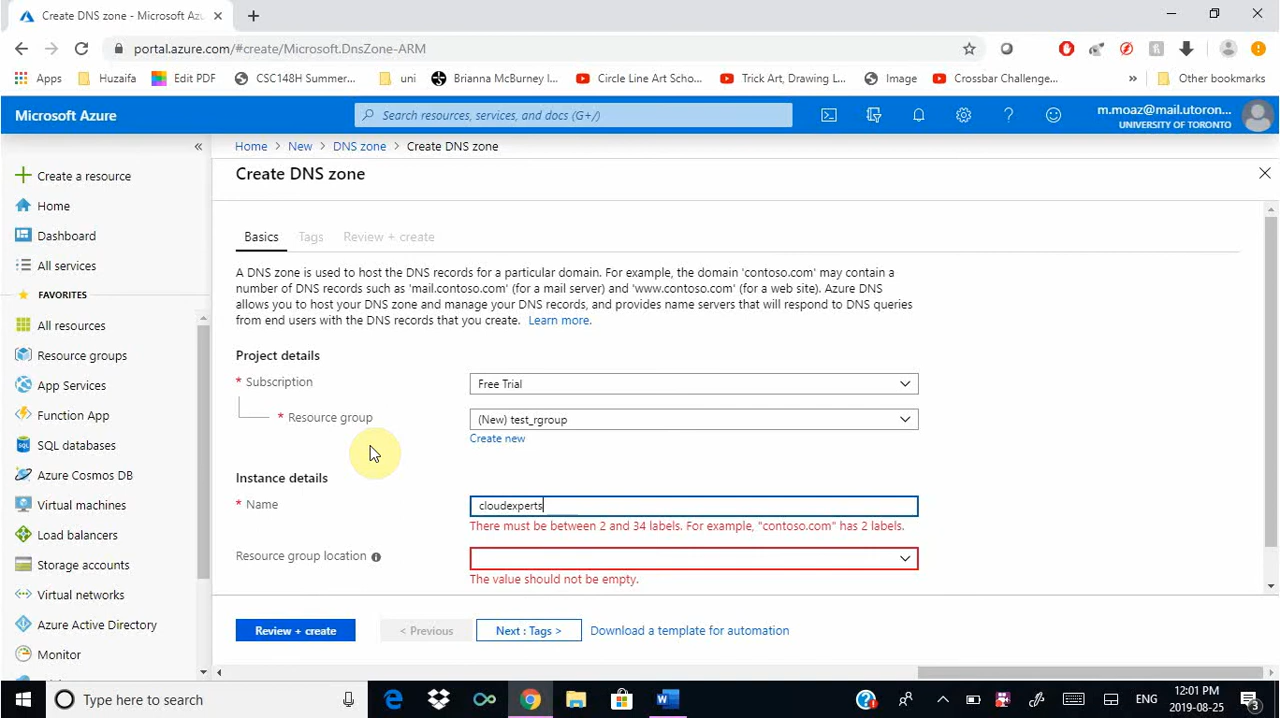 Create DNS zone - Microsoft Azu
portal.azure.com/#create/Microsoft.DnsZone-ARM
Apps
Huzaifa
Edit PDF
CSC148H Summer...
uni
Brianna McBurney I...
Circle Line Art Scho...
Trick Art, Drawing L...
Image
Crossbar Challenge...
»
Other bookmarks
Microsoft Azure
Search resources, services, and docs (G+/)
m.moaz@mail.utoron...
UNIVERSITY OF TORONTO
«
Home > New > DNS zone > Create DNS zone
Create DNS zone
Create a resource
Home
Dashboard
All services
FAVORITES
All resources
Resource groups
App Services
Function App
SQL databases
Azure Cosmos DB
Virtual machines
Load balancers
Storage accounts
Virtual networks
Azure Active Directory
Monitor
Basics
Tags
Review + create
A DNS zone is used to host the DNS records for a particular domain. For example, the domain 'contoso.com' may contain a
number of DNS records such as 'mail.contoso.com' (for a mail server) and 'www.contoso.com' (for a web site). Azure DNS
allows you to host your DNS zone and manage your DNS records, and provides name servers that will respond to DNS queries
from end users with the DNS records that you create. Learn more.
Project details
* Subscription
Free Trial
* Resource group
(New) test_rgroup
Create new
Instance details
* Name
cloudexperts
There must be between 2 and 34 labels. For example, "contoso.com" has 2 labels.
Resource group location
The value should not be empty.
Review + create
< Previous
Next : Tags >
Download a template for automation
Type here to search
ENG
12:01 PM
2019-08-25
3